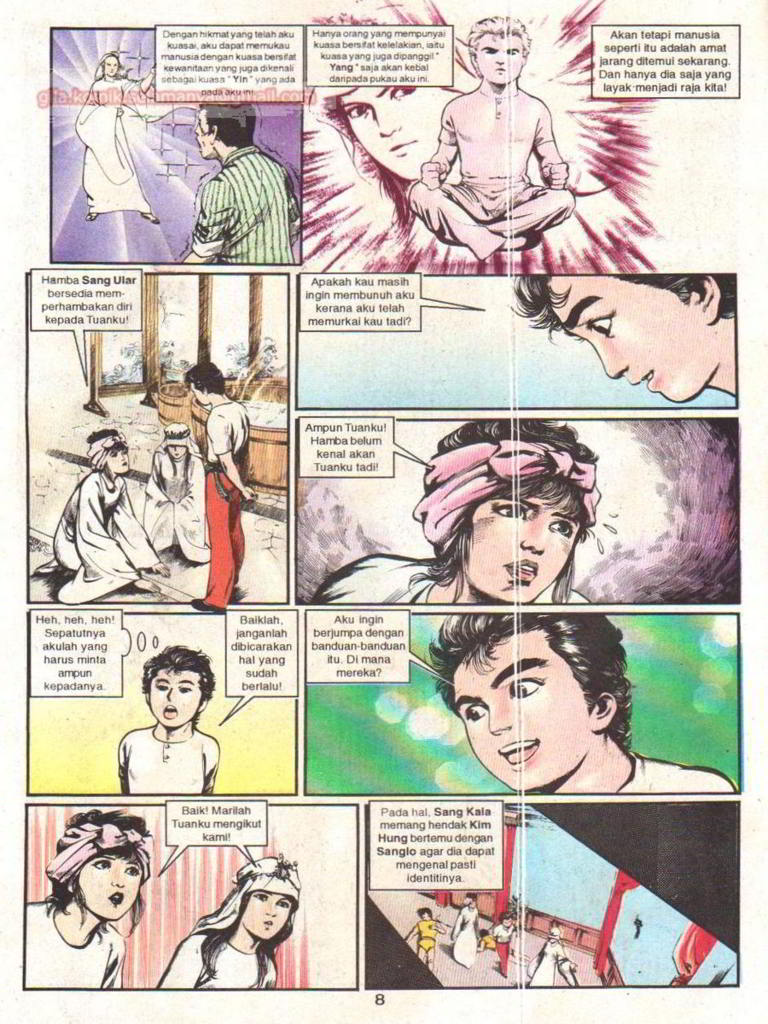 Dengan hikmat yang telah aku
kuasai, aku dapat memukau
manusia dengan kuasa bersifat
kewanitaan yang juga dikenali
sebagai kuasa "Yin" yang ada
pada aku ini.
Hanya orang yang mempunyai
kuasa bersifat kelelakian, iaitu
kuasa yang juga dipanggil "
Yang" saja akan kebal
daripada pukau aku ini.
Akan tetapi manusia
seperti itu adalah amat
jarang ditemui sekarang.
Dan hanya dia saja yang
layak menjadi raja kita!
Hamba Sang Ular
bersedia mem-
perhambakan diri
kepada Tuanku!
Apakah kau masih
ingin membunuh aku
kerana aku telah
memurkai kau tadi?
Ampun Tuanku!
Hamba belum
kenal akan
Tuanku tadi!
Heh, heh, heh!
Sepatutnya
akulah yang
harus minta
ampun
kepadanya.
Baiklah,
janganlah
dibicarakan
hal yang
sudah
berlalu!
Aku ingin
berjumpa dengan
banduan-banduan
itu. Di mana
mereka?
Baik! Marilah
Tuanku mengikut
kami!
Pada hal, Sang Kala
memang hendak Kim
Hung bertemu dengan
Sanglo agar dia dapat
mengenal pasti
identitinya.
8